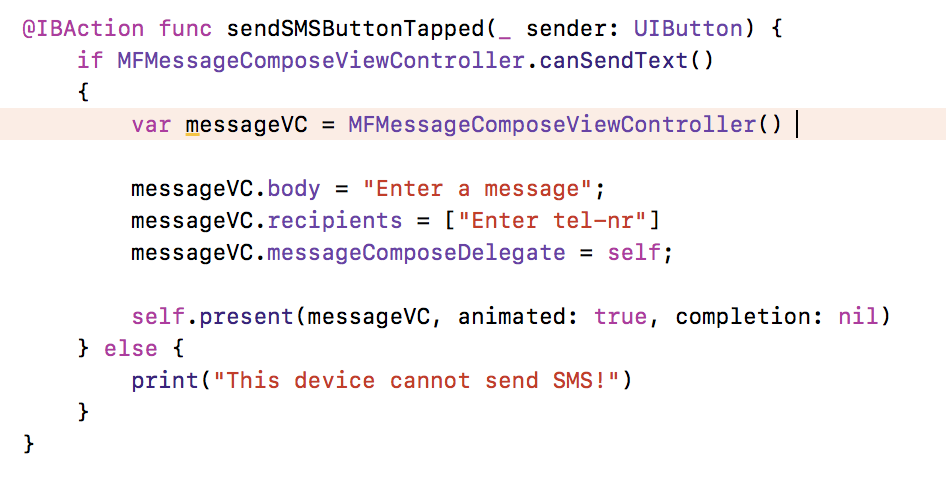 @IBAction func sendSMSButtonTapped(_ sender: UIButton) {
if MFMessageComposeViewController.canSendText()
{
var messageVC = MFMessageComposeViewController()
messageVC.body = "Enter a message";
messageVC.recipients = ["Enter tel-nr"]
messageVC.messageComposeDelegate = self;
self.present(messageVC, animated: true, completion: nil)
} else {
print("This device cannot send SMS!")
}
}